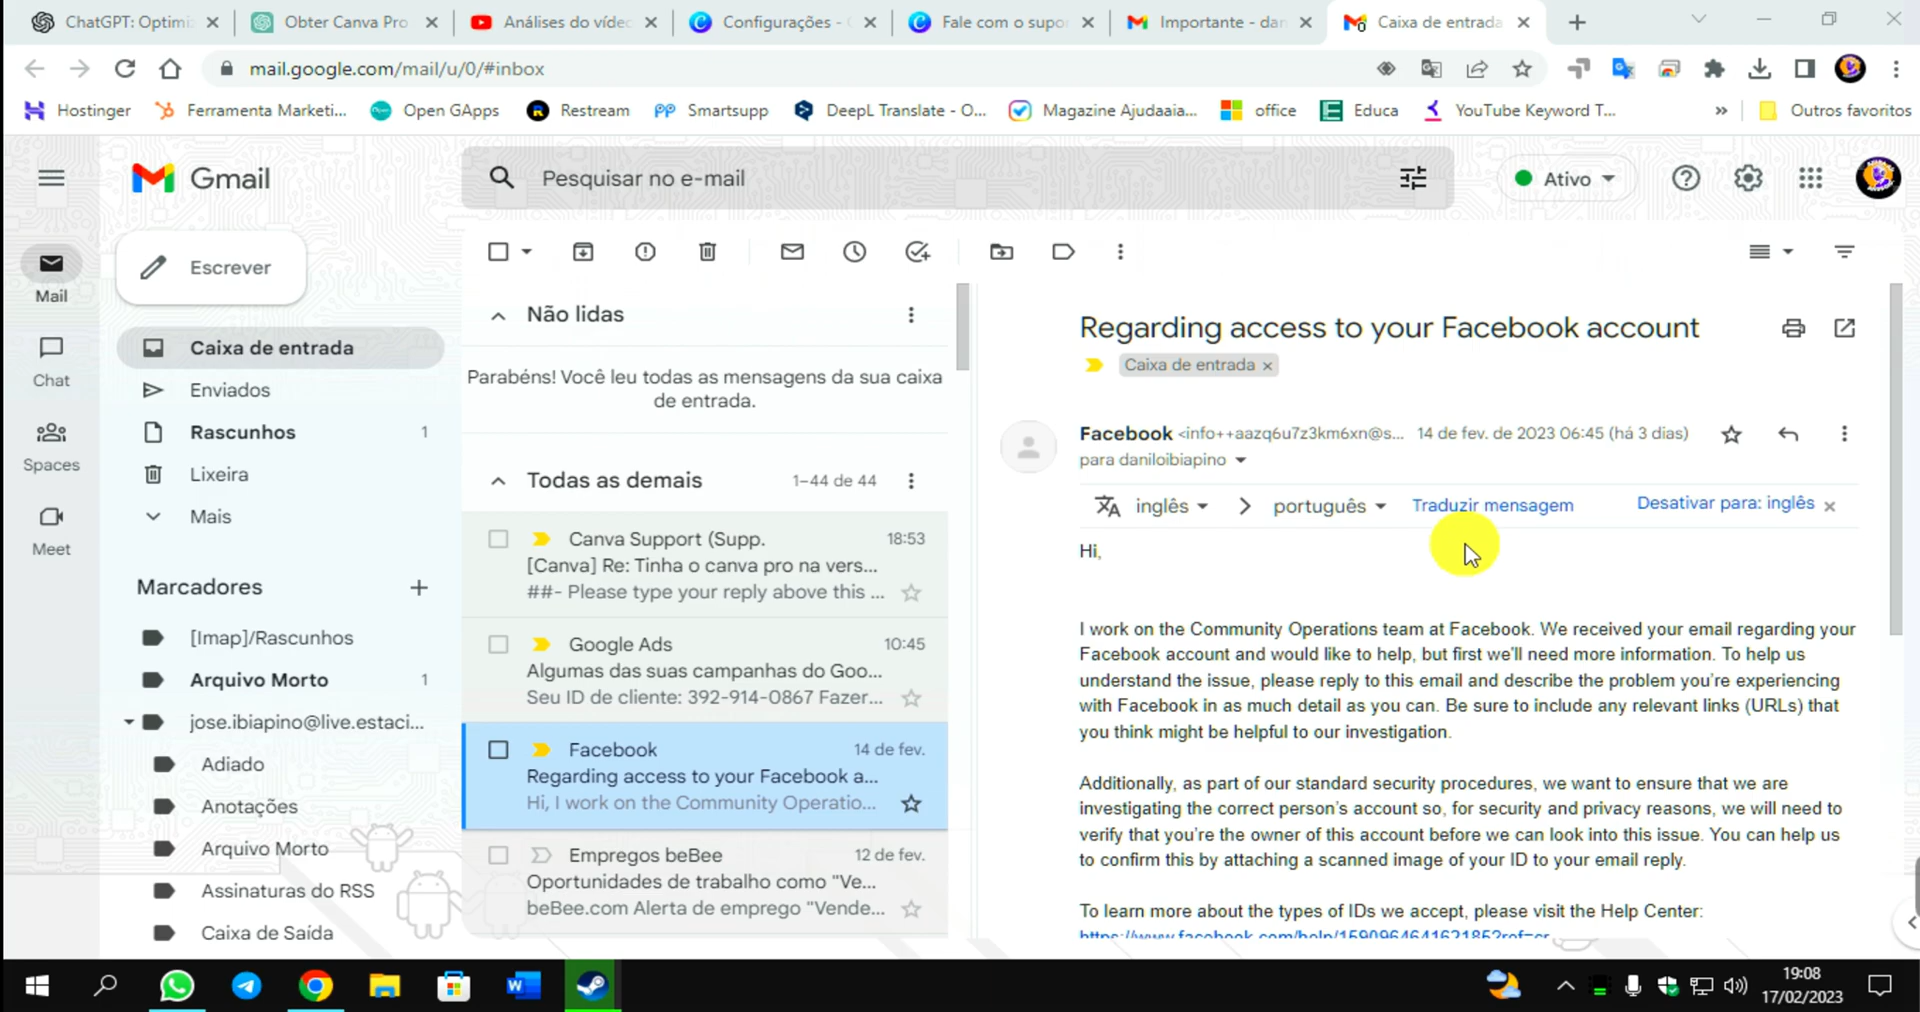 ChatGPT: Optimiz
Obter Canva Pro
Análises do vídeo
Configurações -
Fale com o supor
Importante - dan
Caixa de entrada
mail.google.com/mail/u/0/#inbox
Hostinger
Ferramenta Marketi...
Open GApps
Restream
Smartsupp
DeepL Translate - O...
Magazine Ajudaaia...
office
Educa
YouTube Keyword T...
Outros favoritos
Gmail
Pesquisar no e-mail
Ativo
Mail
Chat
Spaces
Meet
Escrever
Caixa de entrada
Enviados
Rascunhos 1
Lixeira
Mais
Marcadores
[Imap]/Rascunhos
Arquivo Morto 1
jose.ibiapino@live.estaci...
Adiado
Anotações
Arquivo Morto
Assinaturas do RSS
Caixa de Saída
Não lidas
Parabéns! Você leu todas as mensagens da sua caixa
de entrada.
Todas as demais 1–44 de 44
Canva Support (Supp. 18:53
[Canva] Re: Tinha o canva pro na vers...
##- Please type your reply above this ...
Google Ads 10:45
Algumas das suas campanhas do Goo...
Seu ID de cliente: 392-914-0867 Fazer...
Facebook 14 de fev.
Regarding access to your Facebook a...
Hi, I work on the Community Operatio...
Empregos beBee 12 de fev.
Oportunidades de trabalho como "Ve...
beBee.com Alerta de emprego "Vende...
Regarding access to your Facebook account
Caixa de entrada ×
Facebook <info++aazq6u7z3km6xn@s... 14 de fev. de 2023 06:45 (há 3 dias)
para daniloibiapino
inglês > português Traduzir mensagem Desativar para: inglês ×
Hi,
I work on the Community Operations team at Facebook. We received your email regarding your
Facebook account and would like to help, but first we'll need more information. To help us
understand the issue, please reply to this email and describe the problem you're experiencing
with Facebook in as much detail as you can. Be sure to include any relevant links (URLs) that
you think might be helpful to our investigation.
Additionally, as part of our standard security procedures, we want to ensure that we are
investigating the correct person's account so, for security and privacy reasons, we will need to
verify that you're the owner of this account before we can look into this issue. You can help us
to confirm this by attaching a scanned image of your ID to your email reply.
To learn more about the types of IDs we accept, please visit the Help Center:
https://www.facebook.com/help/159096464162185?ref=cr
19:08
17/02/2023